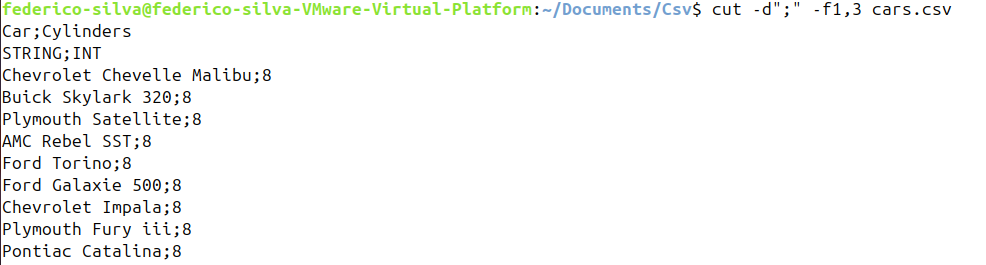 federico-silva@federico-silva-VMware-Virtual-Platform:~/Documents/Csv$ cut -d";" -f1,3 cars.csv
Car;Cylinders
STRING;INT
Chevrolet Chevelle Malibu;8
Buick Skylark 320;8
Plymouth Satellite;8
AMC Rebel SST;8
Ford Torino;8
Ford Galaxie 500;8
Chevrolet Impala;8
Plymouth Fury iii;8
Pontiac Catalina;8